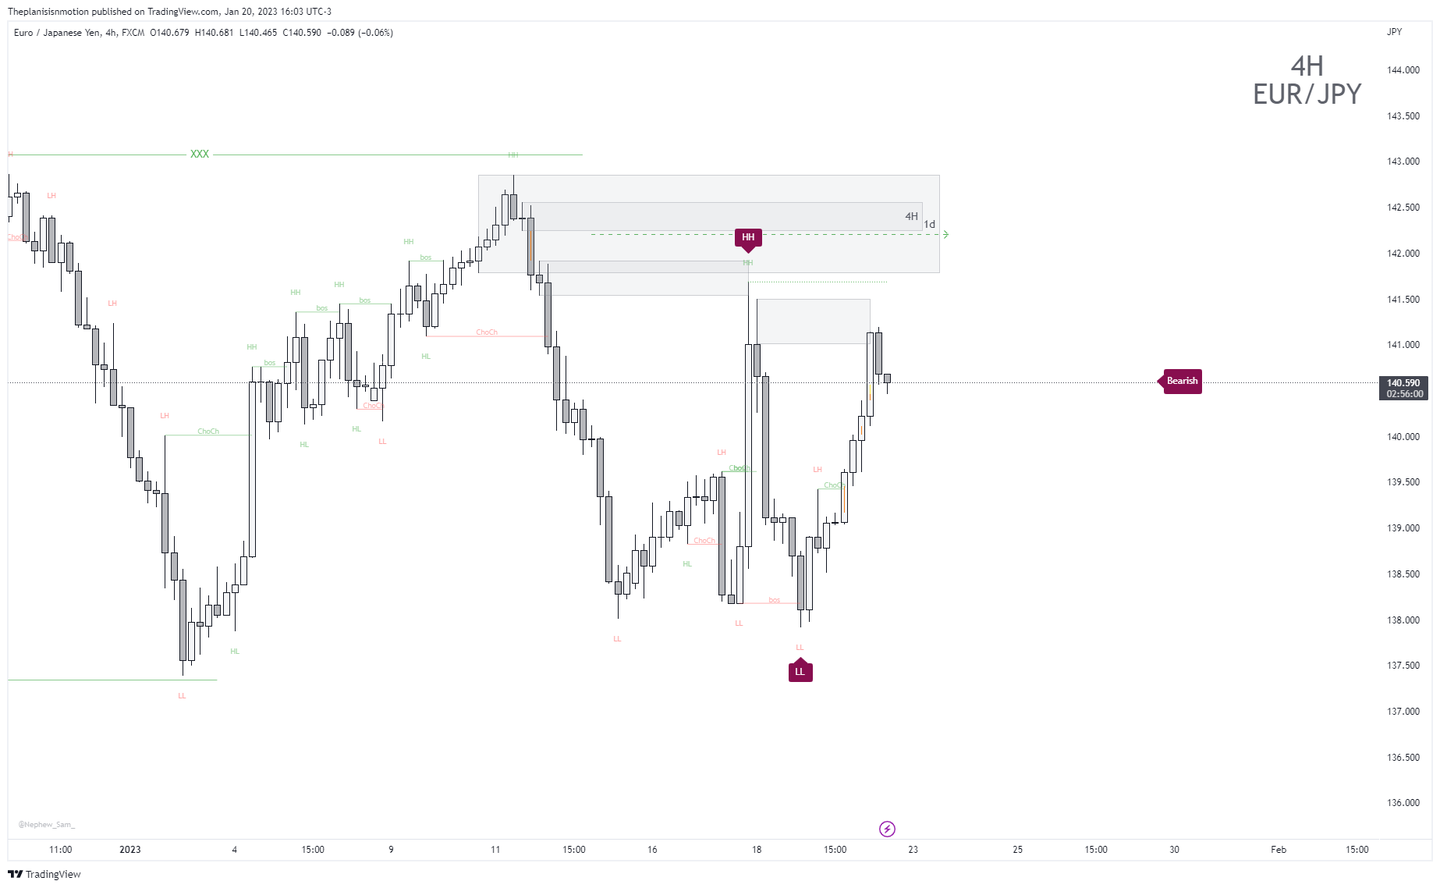 Theplanisinmotion published on TradingView.com, Jan 20, 2023 16:03 UTC-3
Euro / Japanese Yen, 4h, FXCM O140.679 H140.681 L140.465 C140.590 −0.089 (−0.06%)
JPY
4H
EUR/JPY
144.000
143.500
143.000
142.500
142.000
141.500
141.000
140.590
02:56:00
140.000
139.500
139.000
138.500
138.000
137.500
137.000
136.500
136.000
XXX
HH
LH
ChoCh
LH
LH
ChoCh
LL
HL
HH
bos
HH
bos
HL
HH
bos
HL
ChoCh
LL
HH
bos
HL
ChoCh
4H
1d
HH
HH
LL
HL
ChoCh
LH
LL
bos
LL
LL
LH
ChoCh
Bearish
@Nephew_Sam_
11:00 2023 4 15:00 9 11 15:00 16 18 15:00 23 25 15:00 30 Feb 15:00
TradingView